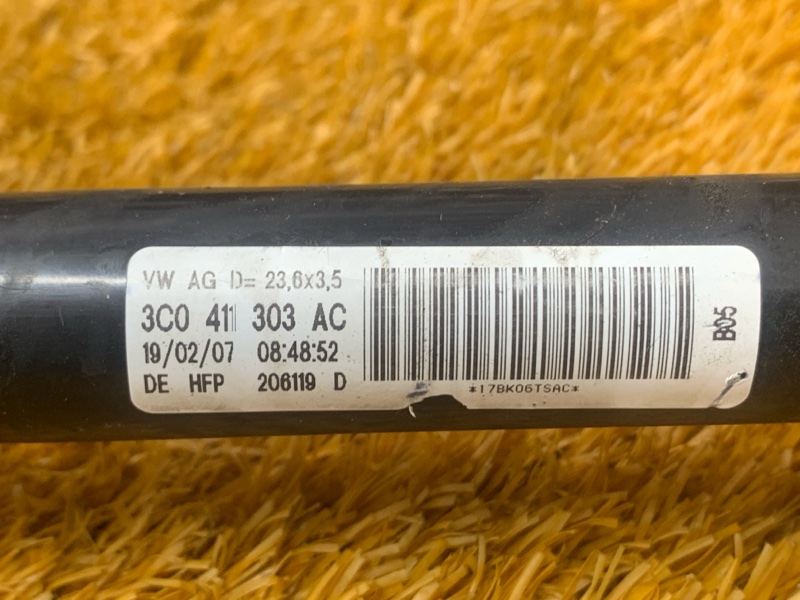 VW AG D= 23,6x3,5
3C0 411 303 AC
19/02/07 08:48:52
DE HFP 206119 D
*17BK06TSAC*
B05